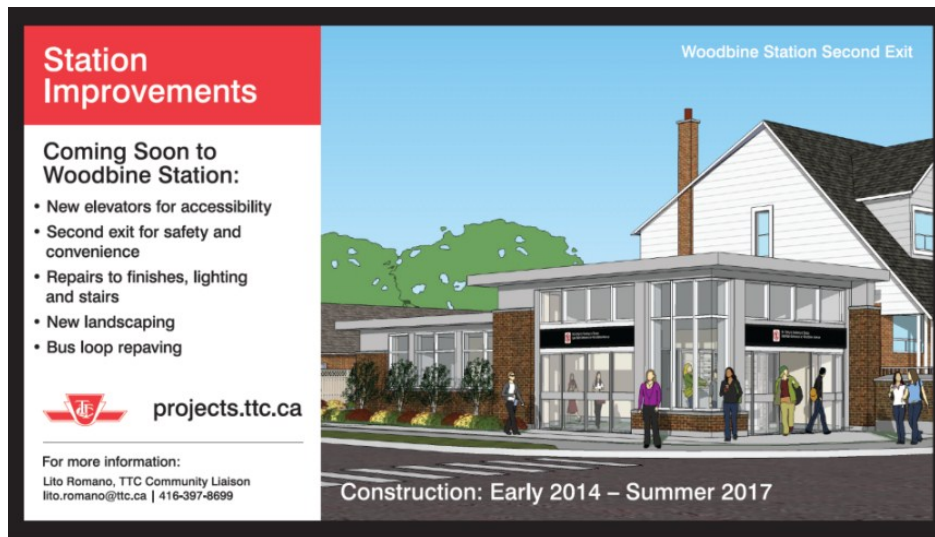 Station
Improvements
Coming Soon to
Woodbine Station:
• New elevators for accessibility
• Second exit for safety and
convenience
• Repairs to finishes, lighting
and stairs
• New landscaping
• Bus loop repaving
TTC
projects.ttc.ca
For more information:
Lito Romano, TTC Community Liaison
lito.romano@ttc.ca | 416-397-8699
Woodbine Station Second Exit
Construction: Early 2014 – Summer 2017